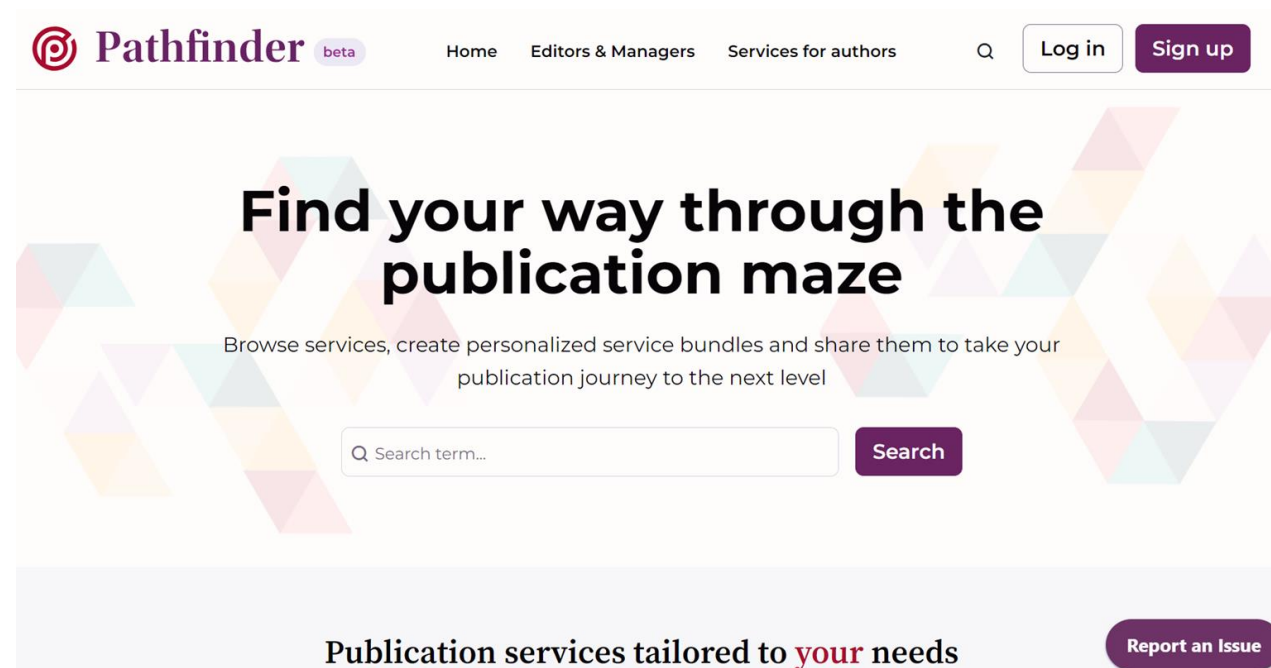 Pathfinder beta
Home Editors & Managers Services for authors Log in Sign up
Find your way through the
publication maze
Browse services, create personalized service bundles and share them to take your
publication journey to the next level
Search term... Search
Publication services tailored to your needs
Report an Issue